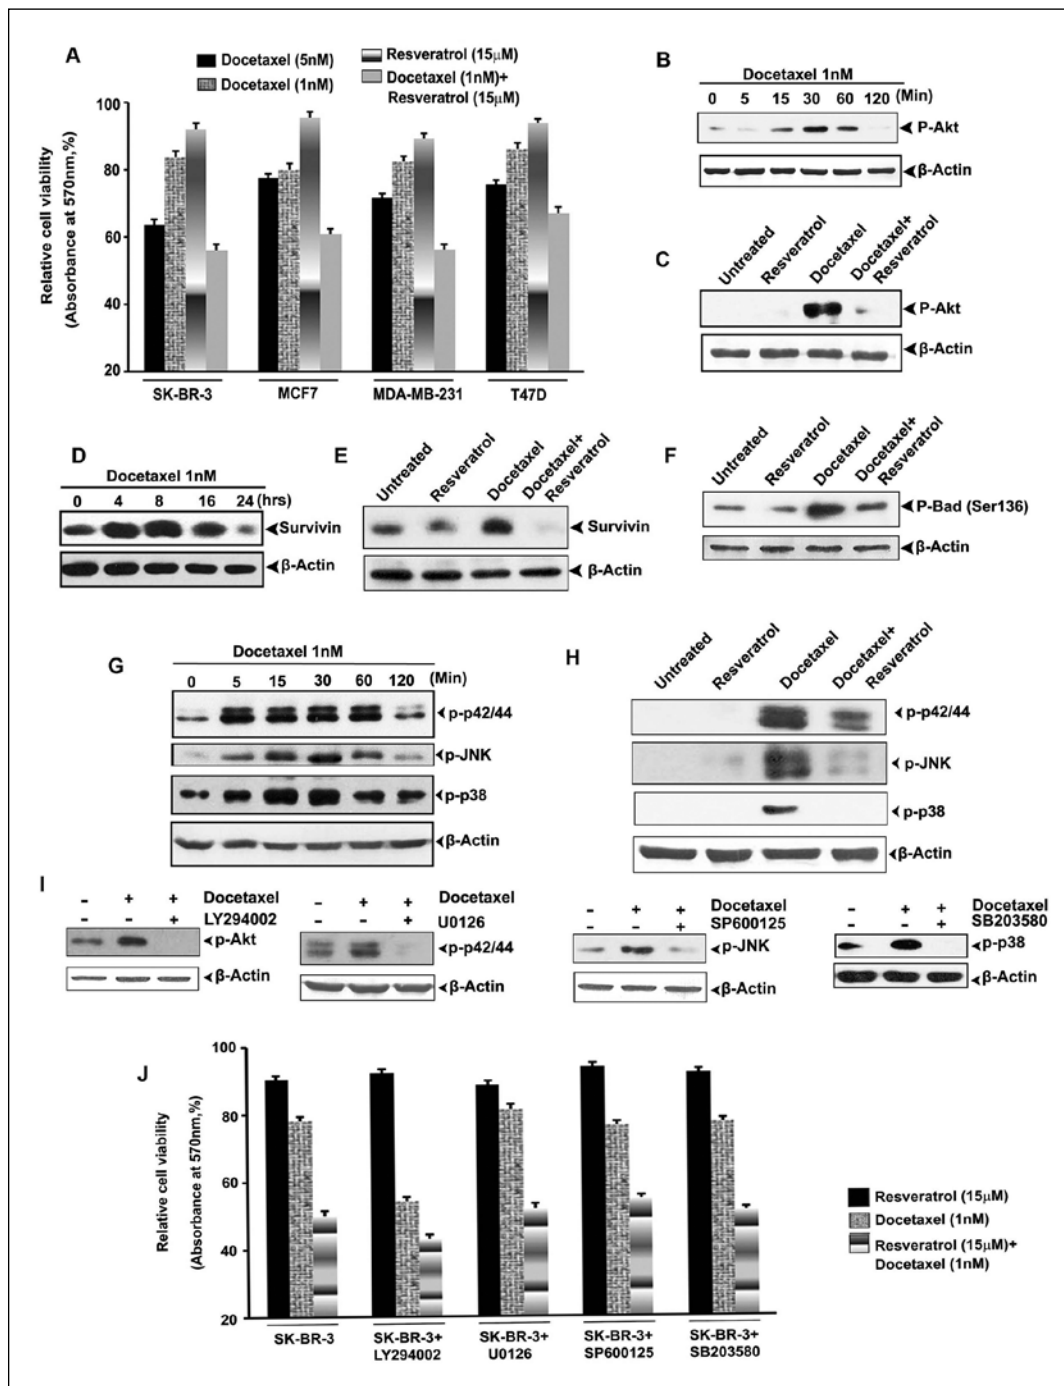 A
Docetaxel (5nM)
Docetaxel (1nM)
Resveratrol (15μM)
Docetaxel (1nM)+
Resveratrol (15μM)
Relative cell viability
(Absorbance at 570nm,%)
100
80
60
40
20
SK-BR-3 MCF7 MDA-MB-231 T47D
B
Docetaxel 1nM
0 5 15 30 60 120 (Min)
P-Akt
β-Actin
C
Untreated
Resveratrol
Docetaxel
Docetaxel+
Resveratrol
P-Akt
β-Actin
D
Docetaxel 1nM
0 4 8 16 24 (hrs)
Survivin
β-Actin
E
Untreated
Resveratrol
Docetaxel
Docetaxel+
Resveratrol
Survivin
β-Actin
F
Untreated
Resveratrol
Docetaxel
Docetaxel+
Resveratrol
P-Bad (Ser136)
β-Actin
G
Docetaxel 1nM
0 5 15 30 60 120 (Min)
p-p42/44
p-JNK
p-p38
β-Actin
H
Untreated
Resveratrol
Docetaxel
Docetaxel+
Resveratrol
p-p42/44
p-JNK
p-p38
β-Actin
I
- + + Docetaxel
- - + LY294002
p-Akt
β-Actin
- + + Docetaxel
- - + U0126
p-p42/44
β-Actin
- + + Docetaxel
- - + SP600125
p-JNK
β-Actin
- + + Docetaxel
- - + SB203580
p-p38
β-Actin
J
Relative cell viability
(Absorbance at 570nm,%)
100
80
60
40
20
SK-BR-3
SK-BR-3+
LY294002
SK-BR-3+
U0126
SK-BR-3+
SP600125
SK-BR-3+
SB203580
Resveratrol (15μM)
Docetaxel (1nM)
Resveratrol (15μM)+
Docetaxel (1nM)